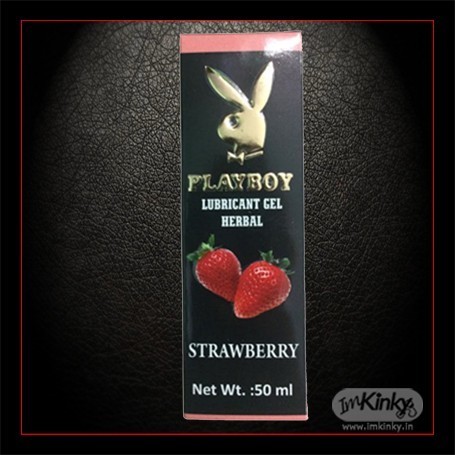 PLAYBOY
LUBRICANT GEL
HERBAL
STRAWBERRY
Net Wt. :50 ml
ImKinky
www.imkinky.in